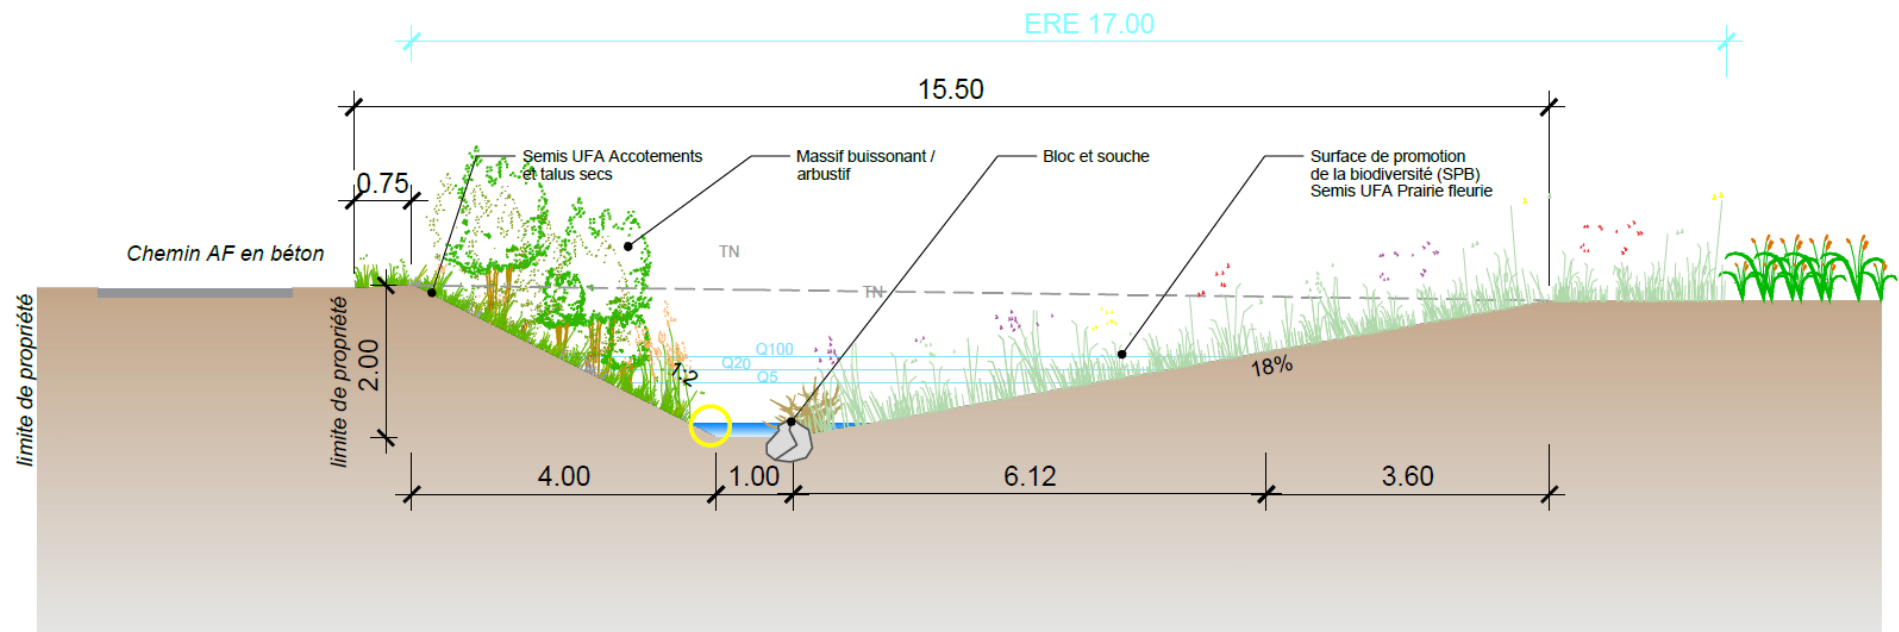 ERE 17.00
15.50
Semis UFA Accotements
et talus secs
Massif buissonant /
arbustif
Bloc et souche
Surface de promotion
de la biodiversité (SPB)
Semis UFA Prairie fleurie
0.75
Chemin AF en béton
TN
TN
limite de propriété
limite de propriété
2.00
Q100
Q20
Q5
1:2
18%
4.00
1.00
6.12
3.60